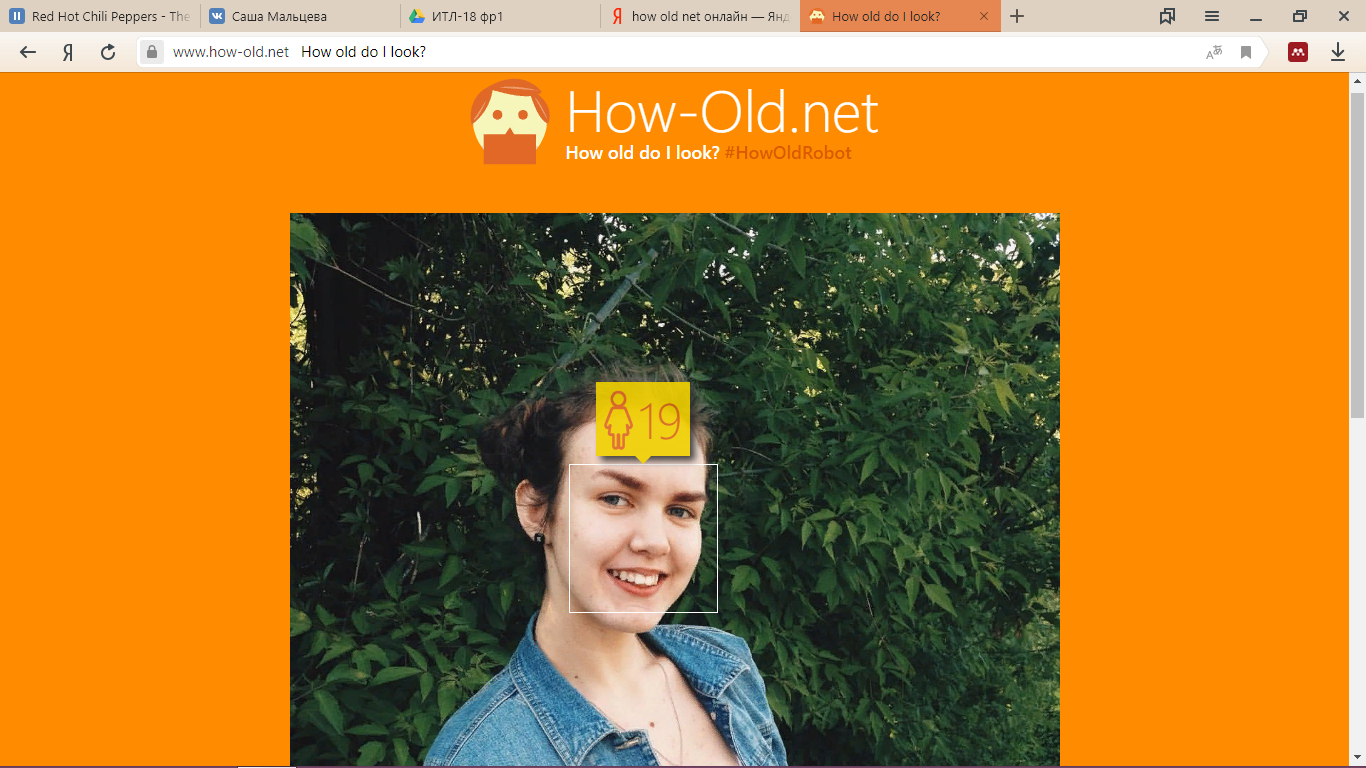 Red Hot Chili Peppers - The
Саша Мальцева
ИТЛ-18 фр1
how old net онлайн — Янд
How old do I look?
Я
www.how-old.net How old do I look?
How-Old.net
How old do I look? #HowOldRobot
19